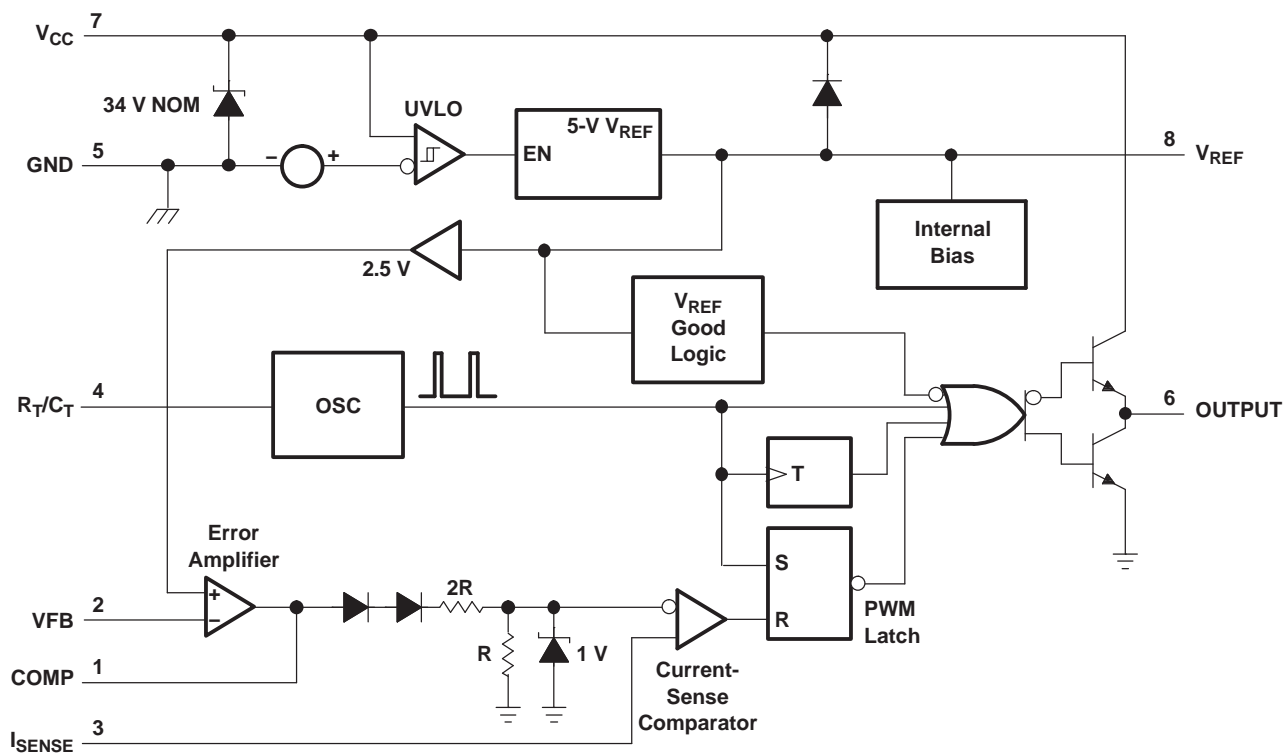 7
VCC
34 V NOM
UVLO
5-V VREF
EN
5
GND
−
+
8
VREF
Internal
Bias
2.5 V
VREF
Good
Logic
4
RT/CT
OSC
6
OUTPUT
T
Error
Amplifier
S
R
PWM
Latch
+
−
2
VFB
2R
R
1 V
1
COMP
Current-
Sense
Comparator
3
ISENSE